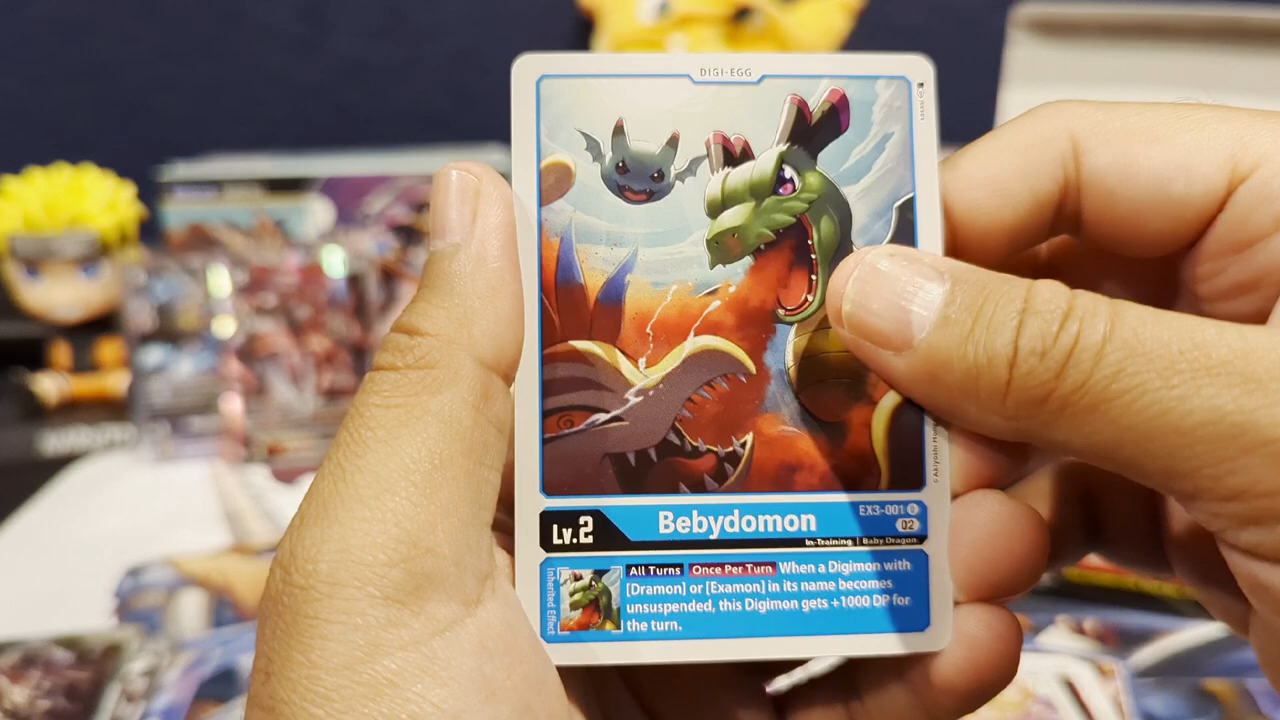 DIGI-EGG
Lv.2
Bebydomon
EX3-001 U
02
In-Training | Baby Dragon
Inherited Effect
All Turns Once Per Turn When a Digimon with
[Dramon] or [Examon] in its name becomes
unsuspended, this Digimon gets +1000 DP for
the turn.